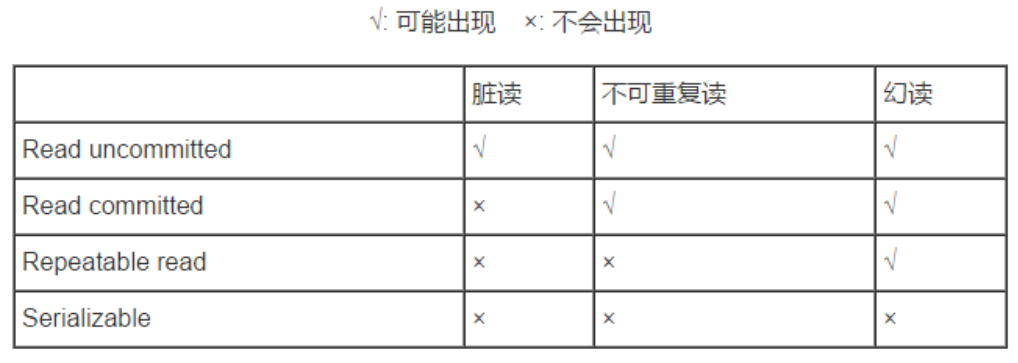 √: 可能出现 ×: 不会出现
脏读 不可重复读 幻读
Read uncommitted √ √ √
Read committed × √ √
Repeatable read × × √
Serializable × × ×